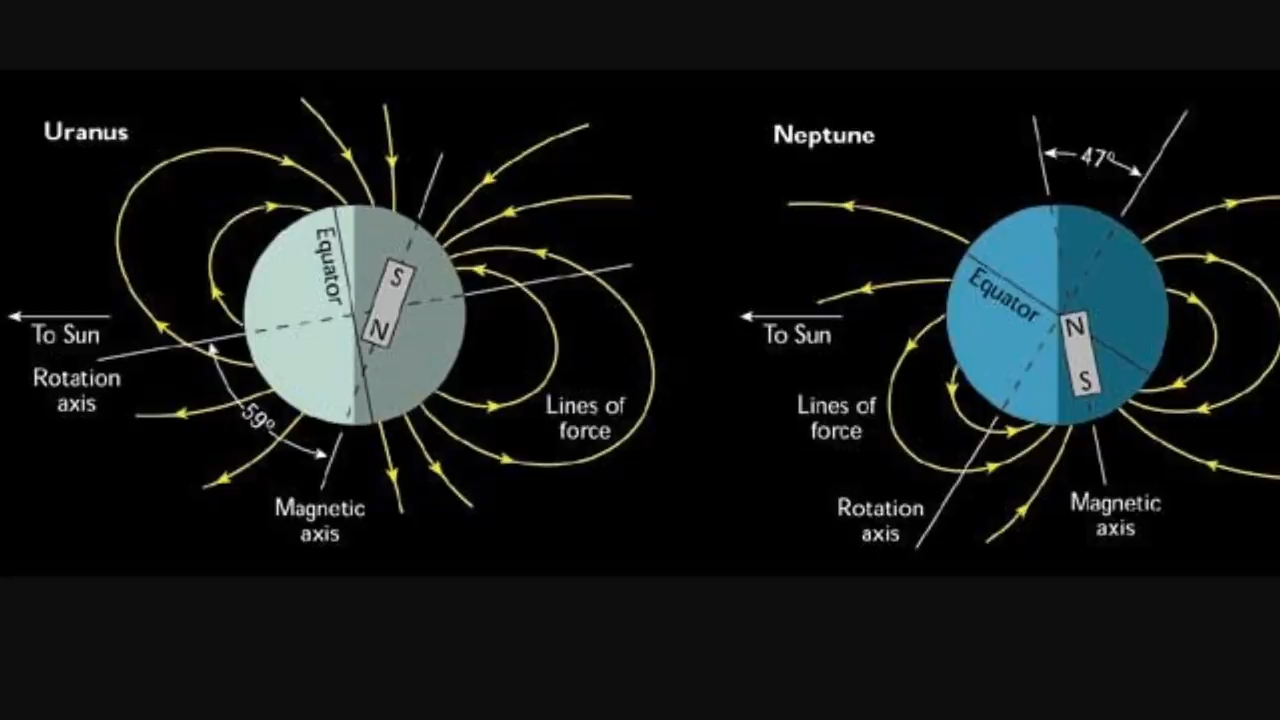 Uranus
Equator
S
N
To Sun
Rotation
axis
59°
Lines of
force
Magnetic
axis
Neptune
47°
Equator
N
S
To Sun
Lines of
force
Rotation
axis
Magnetic
axis